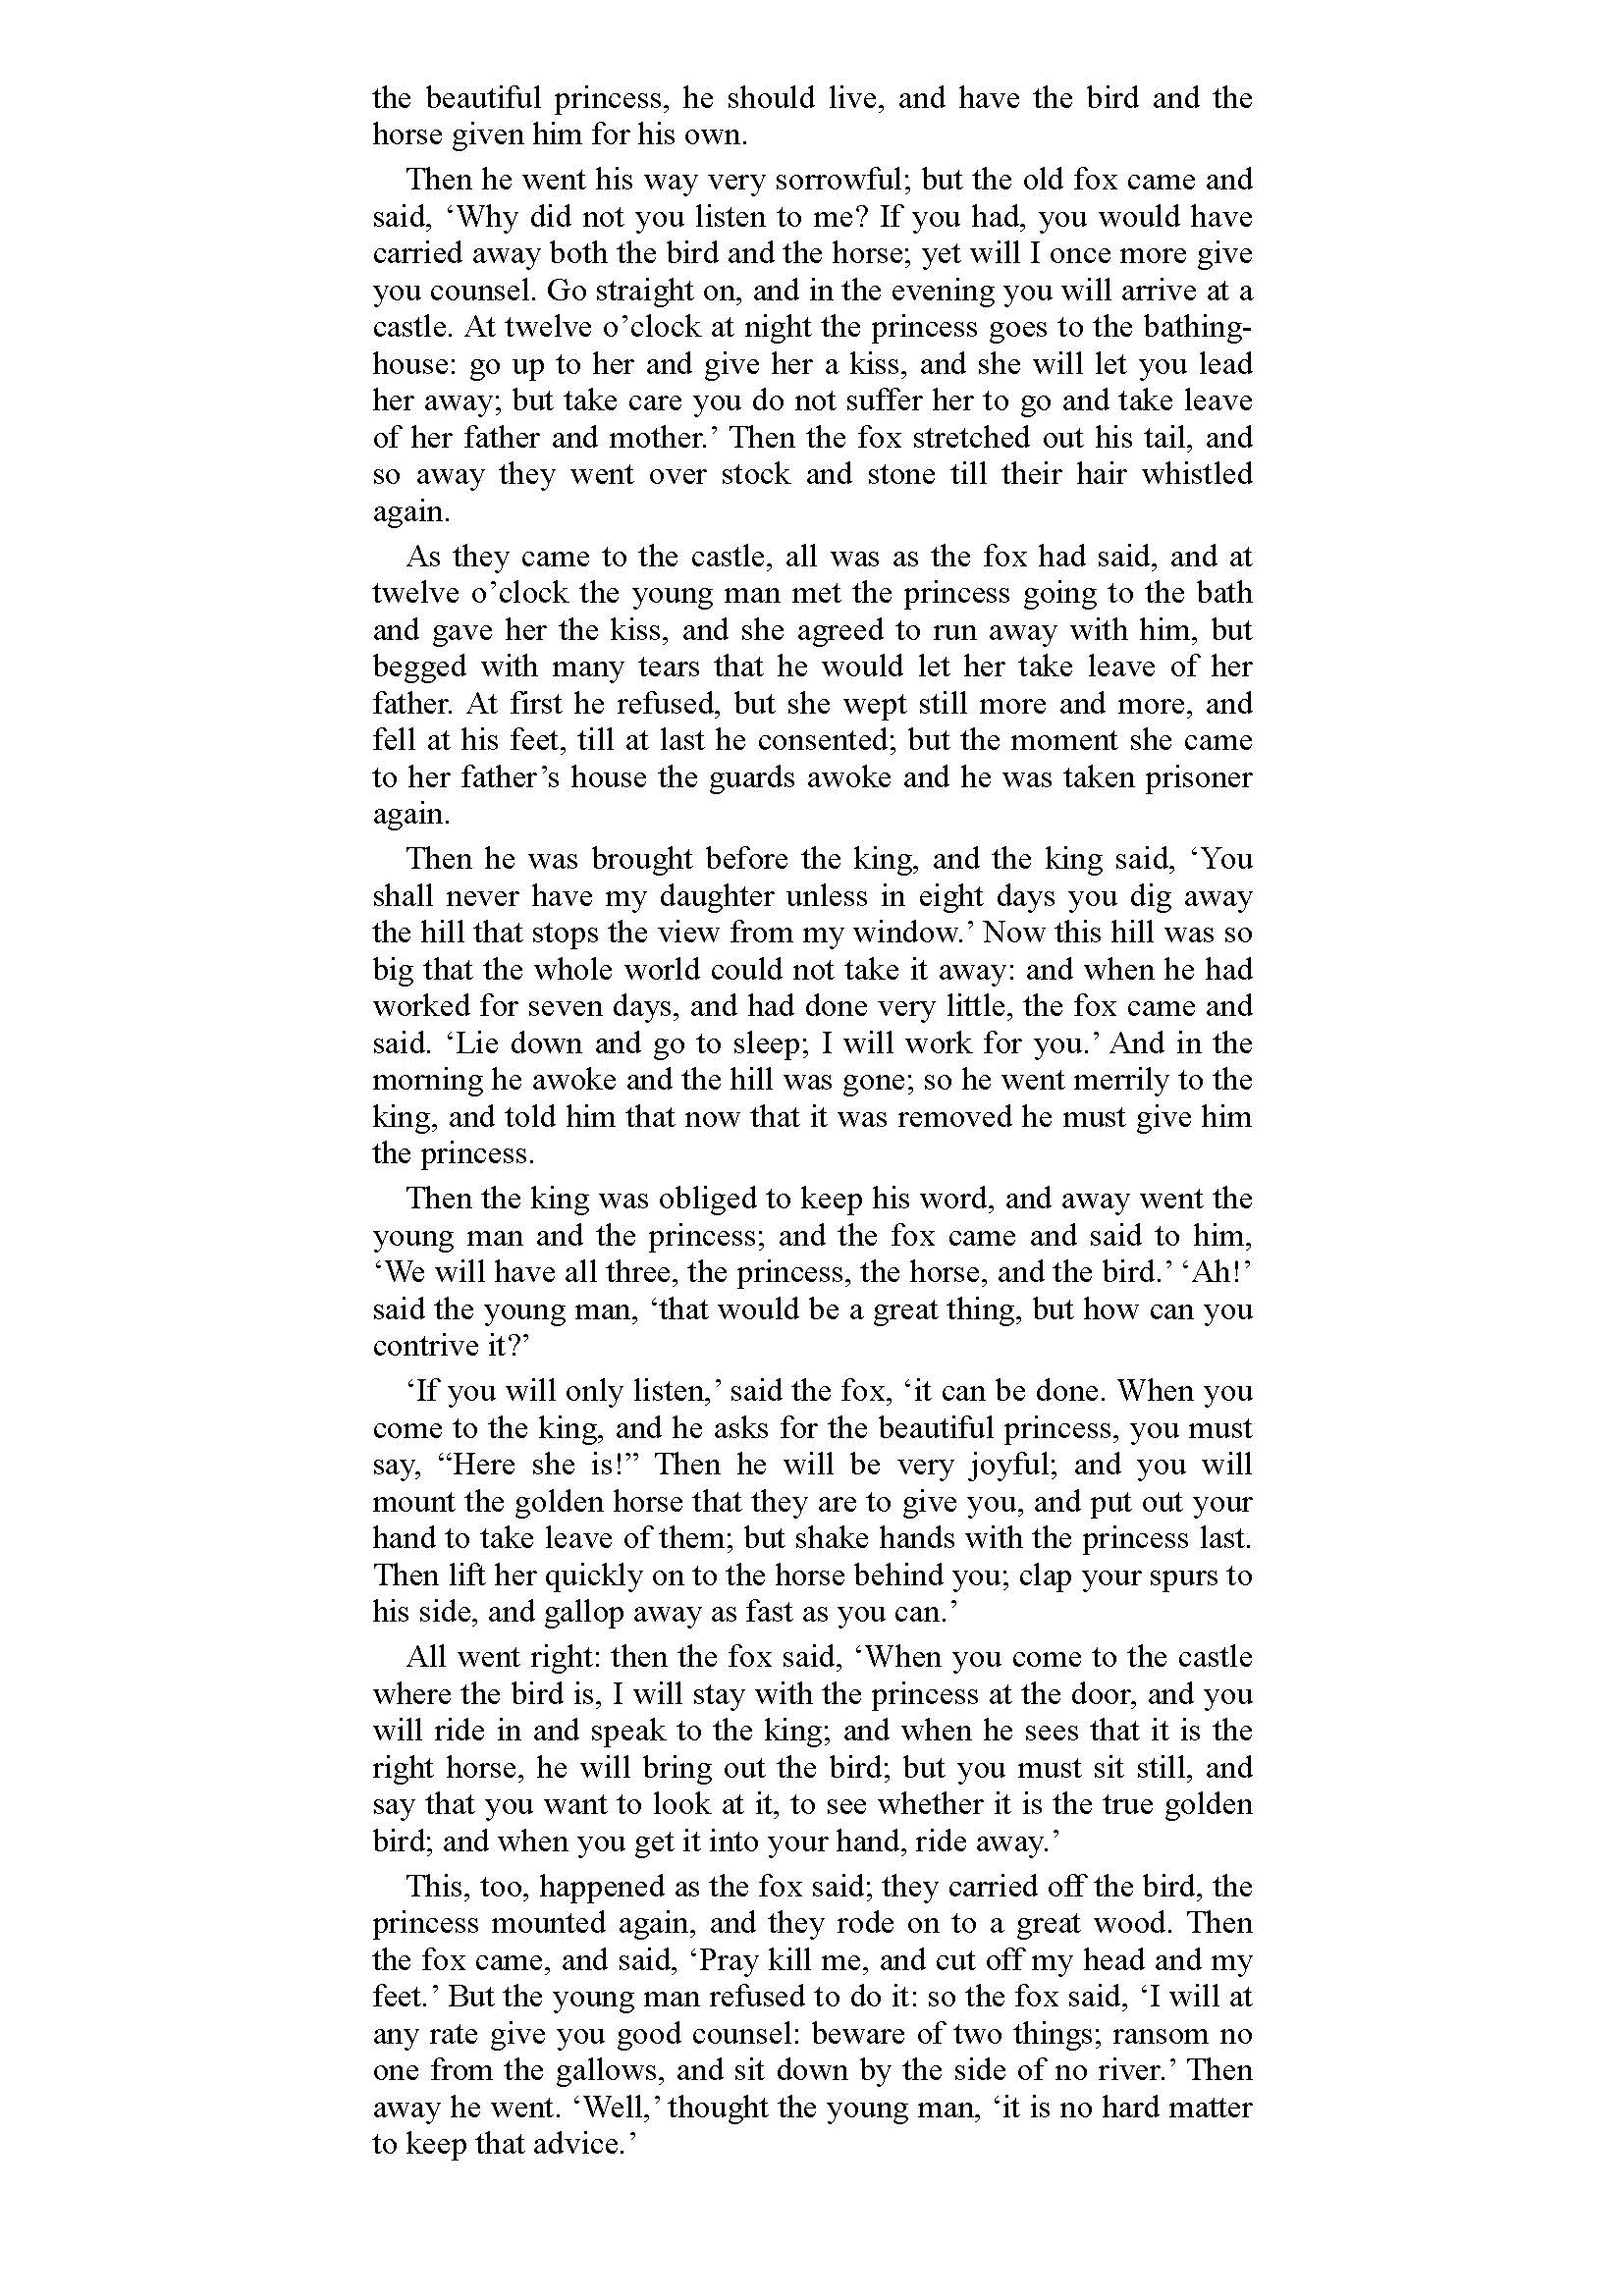 the beautiful princess, he should live, and have the bird and the
horse given him for his own.
Then he went his way very sorrowful; but the old fox came and
said, ‘Why did not you listen to me? If you had, you would have
carried away both the bird and the horse; yet will I once more give
you counsel. Go straight on, and in the evening you will arrive at a
castle. At twelve o’clock at night the princess goes to the bathing-
house: go up to her and give her a kiss, and she will let you lead
her away; but take care you do not suffer her to go and take leave
of her father and mother.’ Then the fox stretched out his tail, and
so away they went over stock and stone till their hair whistled
again.
As they came to the castle, all was as the fox had said, and at
twelve o’clock the young man met the princess going to the bath
and gave her the kiss, and she agreed to run away with him, but
begged with many tears that he would let her take leave of her
father. At first he refused, but she wept still more and more, and
fell at his feet, till at last he consented; but the moment she came
to her father’s house the guards awoke and he was taken prisoner
again.
Then he was brought before the king, and the king said, ‘You
shall never have my daughter unless in eight days you dig away
the hill that stops the view from my window.’ Now this hill was so
big that the whole world could not take it away: and when he had
worked for seven days, and had done very little, the fox came and
said. ‘Lie down and go to sleep; I will work for you.’ And in the
morning he awoke and the hill was gone; so he went merrily to the
king, and told him that now that it was removed he must give him
the princess.
Then the king was obliged to keep his word, and away went the
young man and the princess; and the fox came and said to him,
‘We will have all three, the princess, the horse, and the bird.’ ‘Ah!’
said the young man, ‘that would be a great thing, but how can you
contrive it?’
‘If you will only listen,’ said the fox, ‘it can be done. When you
come to the king, and he asks for the beautiful princess, you must
say, “Here she is!” Then he will be very joyful; and you will
mount the golden horse that they are to give you, and put out your
hand to take leave of them; but shake hands with the princess last.
Then lift her quickly on to the horse behind you; clap your spurs to
his side, and gallop away as fast as you can.’
All went right: then the fox said, ‘When you come to the castle
where the bird is, I will stay with the princess at the door, and you
will ride in and speak to the king; and when he sees that it is the
right horse, he will bring out the bird; but you must sit still, and
say that you want to look at it, to see whether it is the true golden
bird; and when you get it into your hand, ride away.’
This, too, happened as the fox said; they carried off the bird, the
princess mounted again, and they rode on to a great wood. Then
the fox came, and said, ‘Pray kill me, and cut off my head and my
feet.’ But the young man refused to do it: so the fox said, ‘I will at
any rate give you good counsel: beware of two things; ransom no
one from the gallows, and sit down by the side of no river.’ Then
away he went. ‘Well,’ thought the young man, ‘it is no hard matter
to keep that advice.’